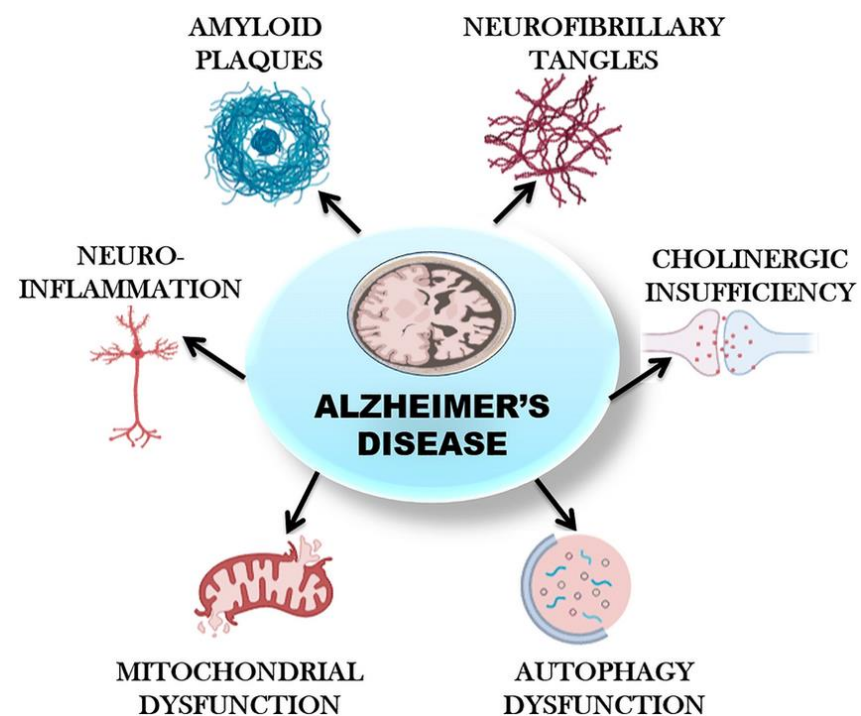 AMYLOID
PLAQUES
NEUROFIBRILLARY
TANGLES
NEURO-
INFLAMMATION
CHOLINERGIC
INSUFFICIENCY
ALZHEIMER'S
DISEASE
MITOCHONDRIAL
DYSFUNCTION
AUTOPHAGY
DYSFUNCTION